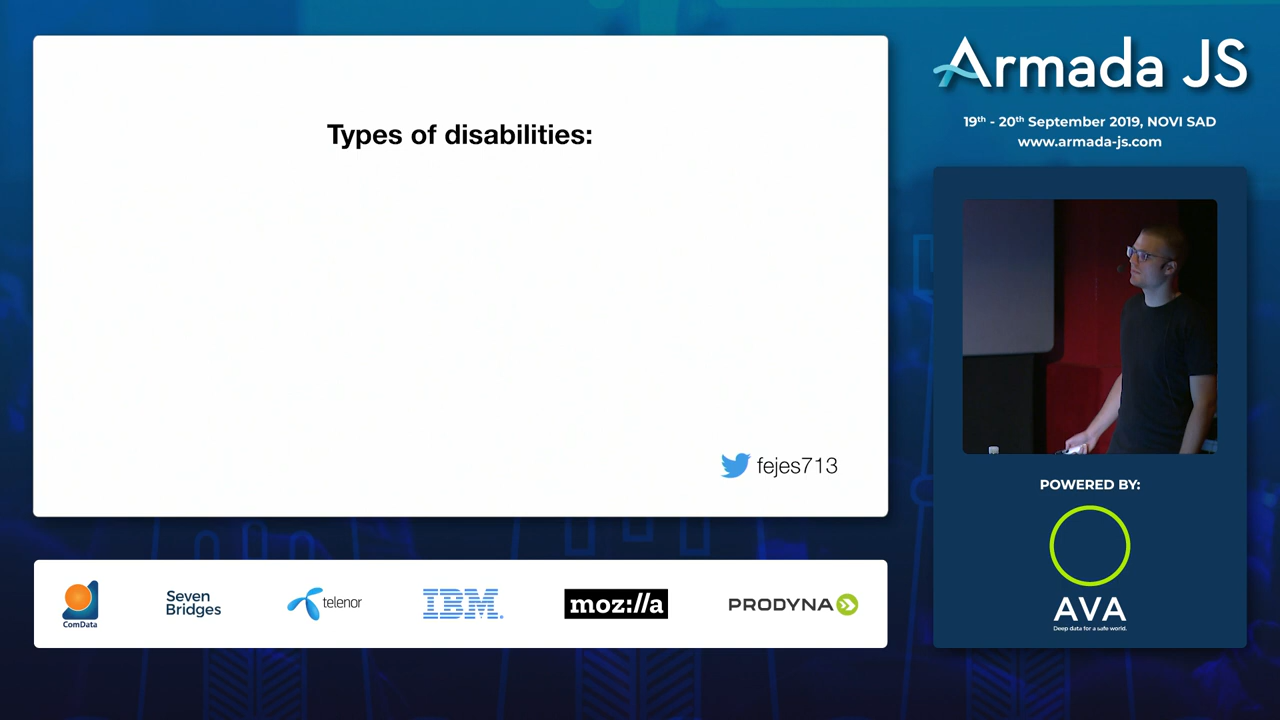 Types of disabilities:
fejes713
Armada JS
19th - 20th September 2019, NOVI SAD
www.armada-js.com
POWERED BY:
AVA
Deep data for a safe world.
ComData
Seven
Bridges
telenor
IBM
moz://a
PRODYNA